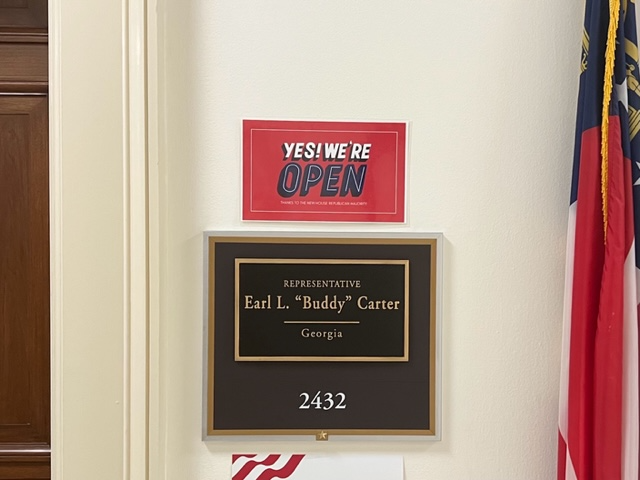 YES! WE'RE
OPEN
THANKS TO THE NEW HOUSE REPUBLICAN MAJORITY!
REPRESENTATIVE
Earl L. “Buddy” Carter
Georgia
2432